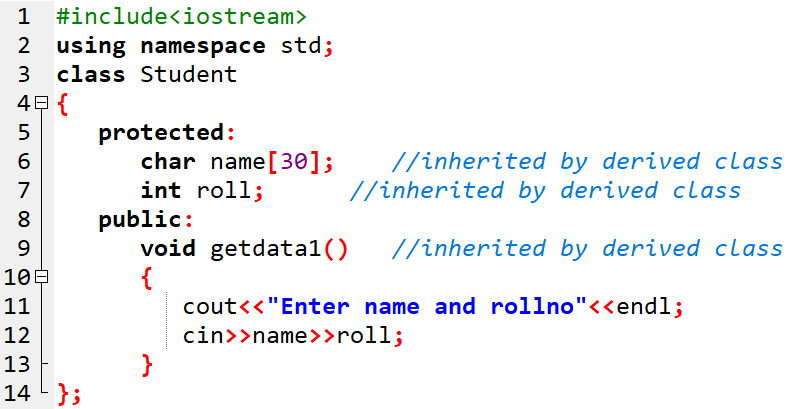 1 #include<iostream>
2 using namespace std;
3 class Student
4 {
5 protected:
6 char name[30]; //inherited by derived class
7 int roll; //inherited by derived class
8 public:
9 void getdata1() //inherited by derived class
10 {
11 cout<<"Enter name and rollno"<<endl;
12 cin>>name>>roll;
13 }
14 };